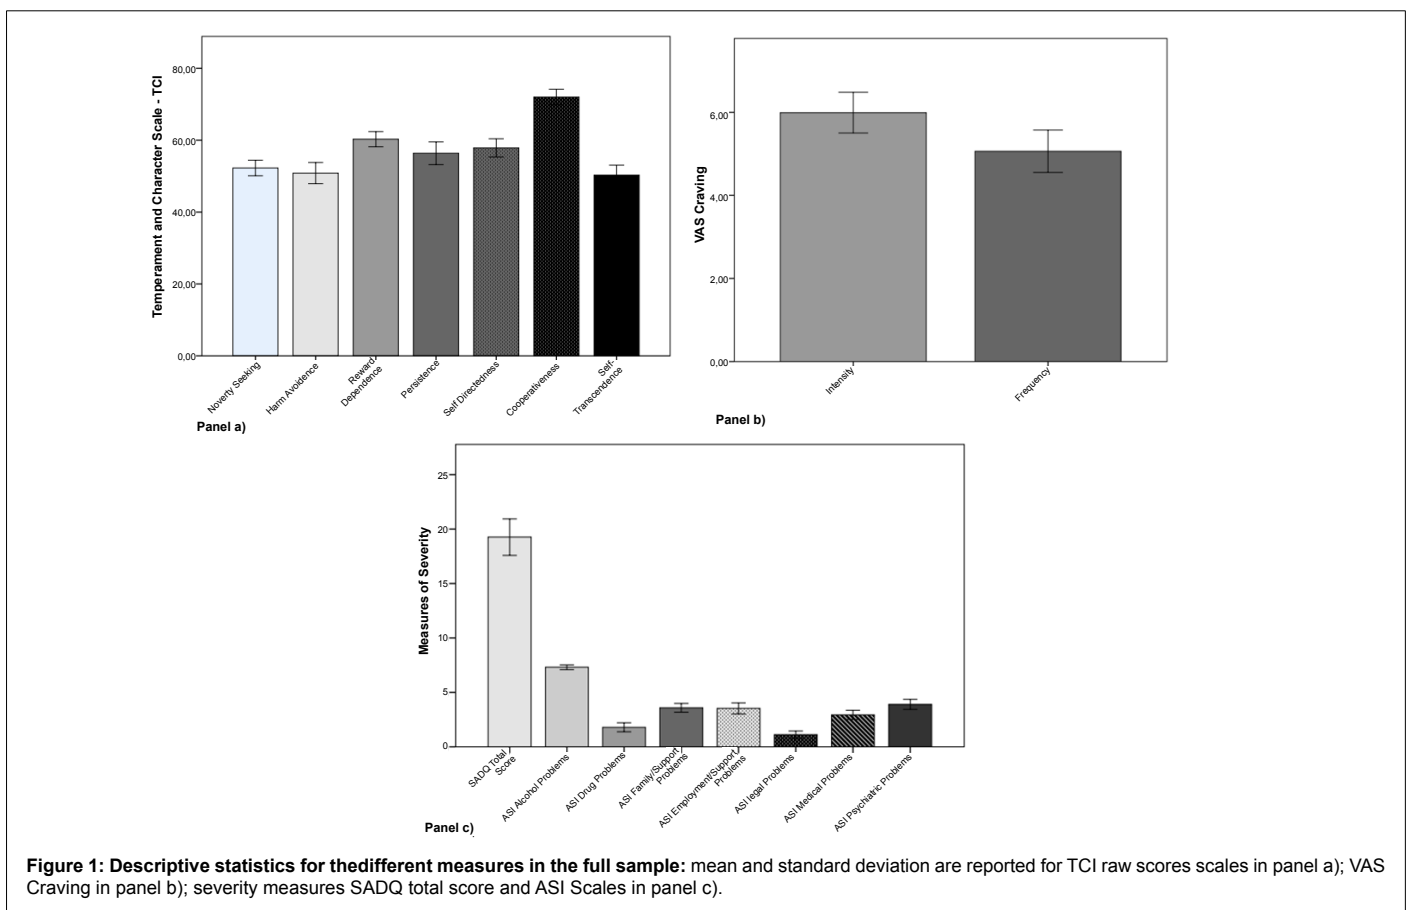 Temperament and Character Scale - TCI
80,00
60,00
40,00
20,00
0,00
Noverty Seeking
Harm Avoidence
Reward
Dependence
Persistence
Self Directedness
Cooperativeness
Self-
Transcendence
Panel a)
VAS Craving
6,00
4,00
2,00
0,00
Intensity
Frequency
Panel b)
Measures of Severity
25
20
15
10
5
0
SADQ Total
Score
ASI Alcohol Problems
ASI Drug Problems
ASI Family/Support
Problems
ASI Employment/Support
Problems
ASI legal Problems
ASI Medical Problems
ASI Psychiatric Problems
Panel c)
Figure 1: Descriptive statistics for thedifferent measures in the full sample: mean and standard deviation are reported for TCI raw scores scales in panel a); VAS
Craving in panel b); severity measures SADQ total score and ASI Scales in panel c).